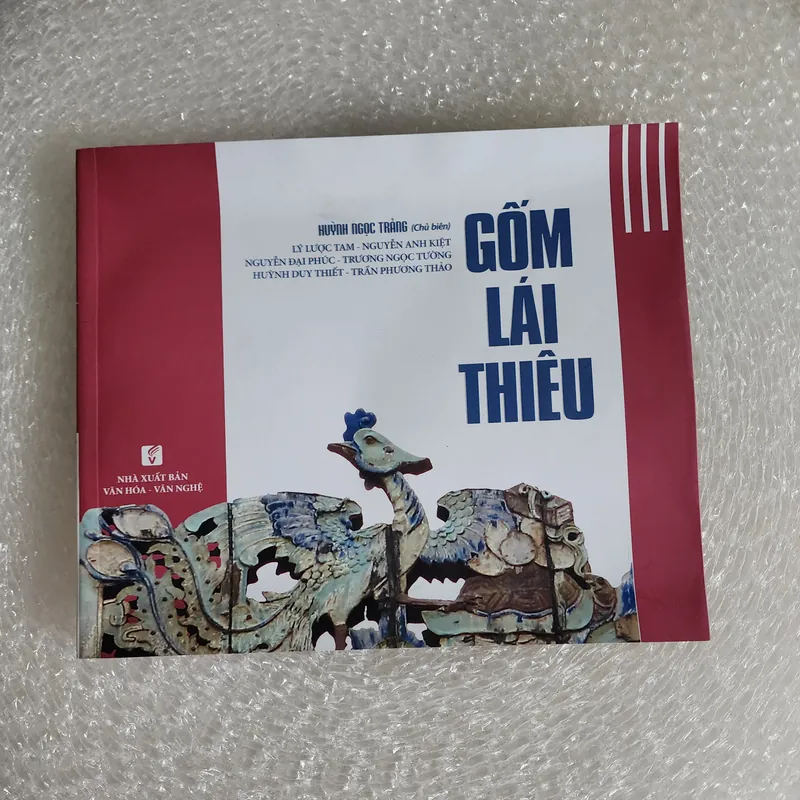 HUỲNH NGỌC TRẢNG (Chủ biên)
LÝ LƯỢC TAM - NGUYỄN ANH KIỆT
NGUYỄN ĐẠI PHÚC - TRƯƠNG NGỌC TƯỜNG
HUỲNH DUY THIẾT - TRẦN PHƯƠNG THẢO
GỐM
LÁI
THIÊU
V
NHÀ XUẤT BẢN
VĂN HÓA - VĂN NGHỆ